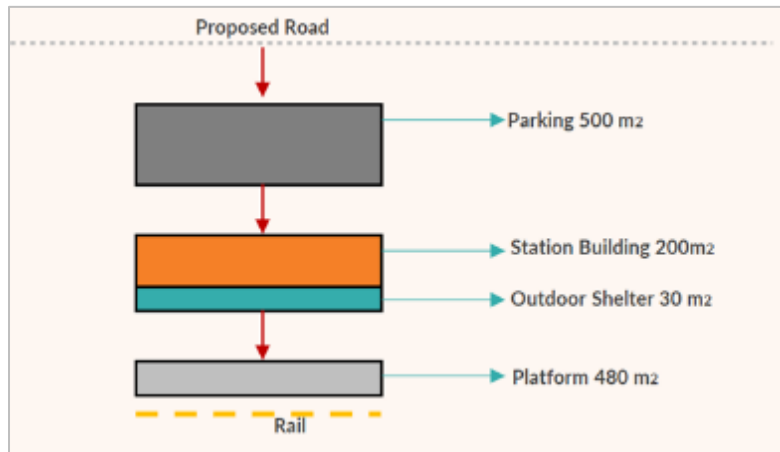 Proposed Road
Parking 500 m2
Station Building 200m2
Outdoor Shelter 30 m2
Platform 480 m2
Rail